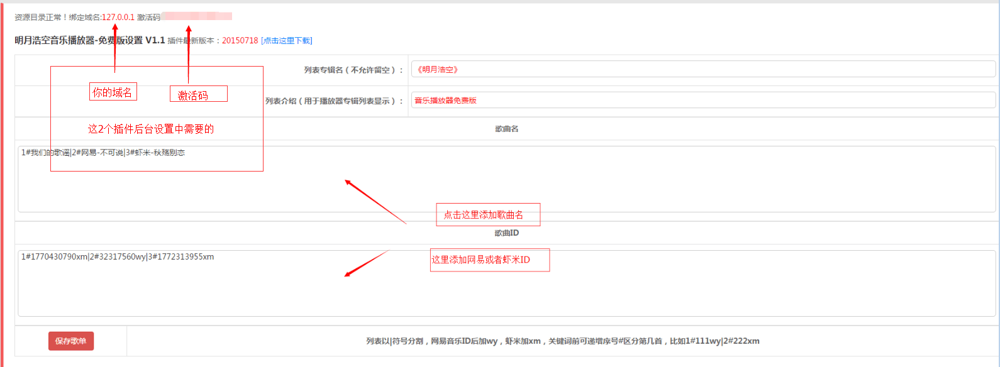 资源目录正常！绑定域名:127.0.0.1 激活码
明月浩空音乐播放器-免费版设置 V1.1 插件最新版本：20150718 [点击这里下载]
列表专辑名（不允许留空）：
《明月浩空》
你的域名
激活码
列表介绍（用于播放器专辑列表显示）：
音乐播放器免费版
这2个插件后台设置中需要的
歌曲名
1#我们的歌谣|2#网易-不可说|3#虾米-秋殇别恋
点击这里添加歌曲名
歌曲ID
1#1770430790xm|2#32317560wy|3#1772313955xm
这里添加网易或者虾米ID
保存歌单
列表以|符号分割，网易音乐ID后加wy，虾米加xm，关键词前可递增序号#区分第几首，比如1#111wy|2#222xm